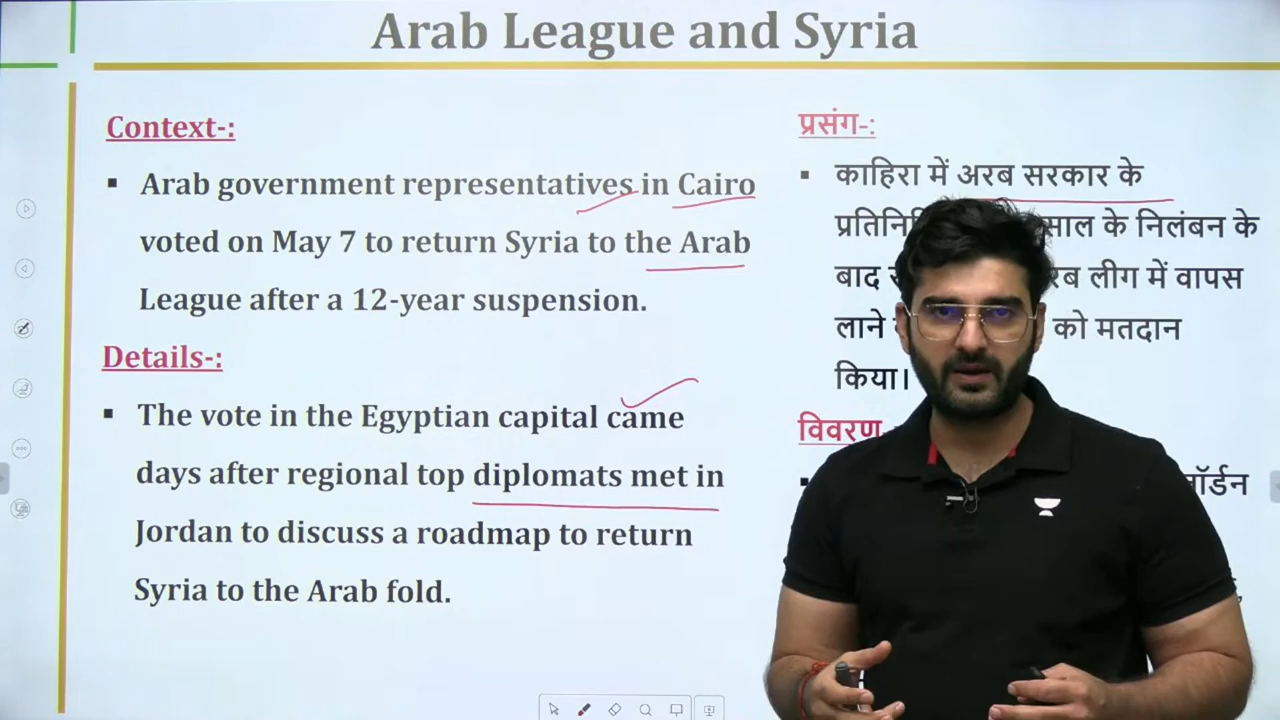 Arab League and Syria
Context-:
▪ Arab government representatives in Cairo
voted on May 7 to return Syria to the Arab
League after a 12-year suspension.
Details-:
▪ The vote in the Egyptian capital came
days after regional top diplomats met in
Jordan to discuss a roadmap to return
Syria to the Arab fold.
प्रसंग-:
▪ काहिरा में अरब सरकार के
साल के निलंबन के
बाद लीग में वापस
लाने को मतदान
किया।
विवरण